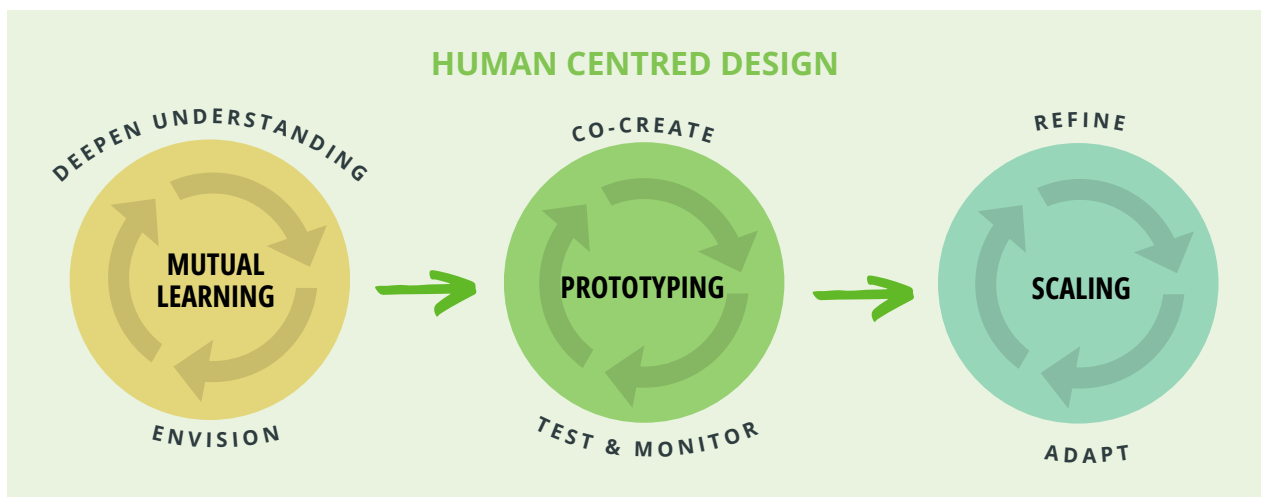 HUMAN CENTRED DESIGN
DEEPEN UNDERSTANDING
MUTUAL
LEARNING
ENVISION
CO-CREATE
PROTOTYPING
TEST & MONITOR
REFINE
SCALING
ADAPT